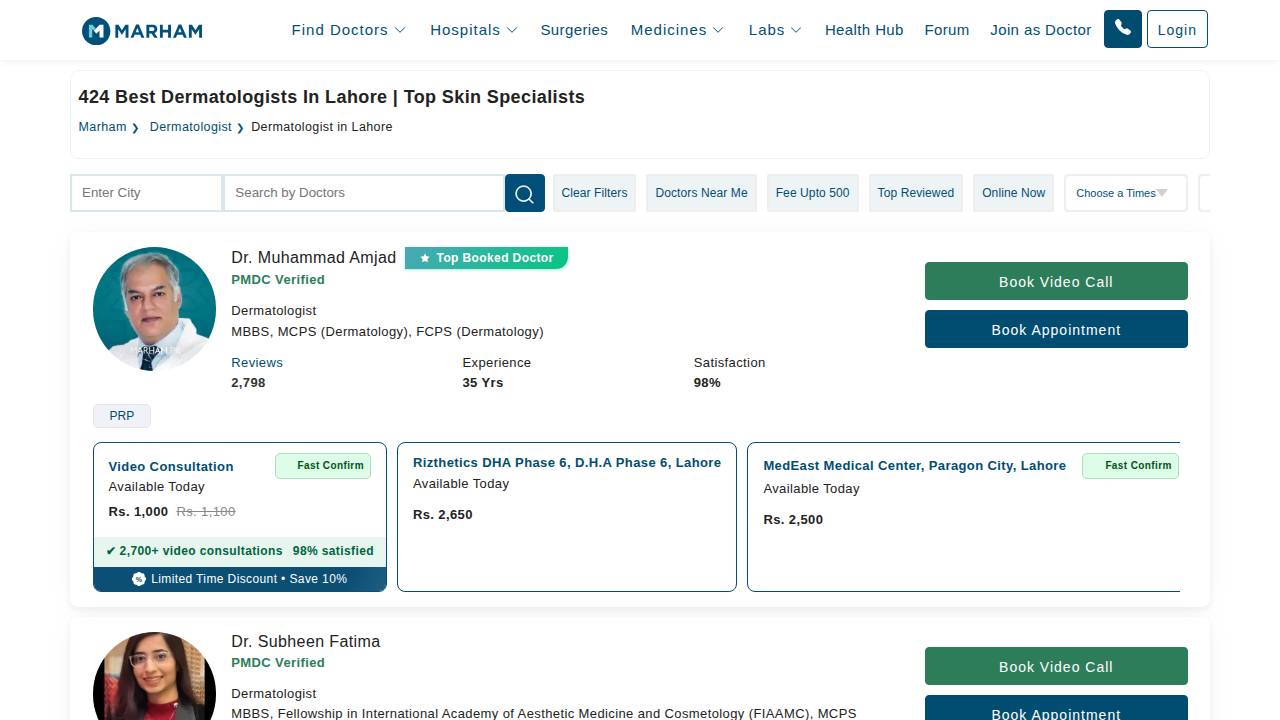 MARHAM
Find Doctors Hospitals Surgeries Medicines Labs Health Hub Forum Join as Doctor Login
424 Best Dermatologists In Lahore | Top Skin Specialists
Marham ❯ Dermatologist ❯ Dermatologist in Lahore
Enter City Search by Doctors Clear Filters Doctors Near Me Fee Upto 500 Top Reviewed Online Now Choose a Times
Dr. Muhammad Amjad Top Booked Doctor
PMDC Verified
Dermatologist
MBBS, MCPS (Dermatology), FCPS (Dermatology)
Reviews Experience Satisfaction
2,798 35 Yrs 98%
Book Video Call
Book Appointment
PRP
Video Consultation Fast Confirm
Available Today
Rs. 1,000 Rs. 1,100
✔ 2,700+ video consultations 98% satisfied
Limited Time Discount • Save 10%
Rizthetics DHA Phase 6, D.H.A Phase 6, Lahore
Available Today
Rs. 2,650
MedEast Medical Center, Paragon City, Lahore Fast Confirm
Available Today
Rs. 2,500
Dr. Subheen Fatima
PMDC Verified
Dermatologist
MBBS, Fellowship in International Academy of Aesthetic Medicine and Cosmetology (FIAAMC), MCPS
Book Video Call
Book Appointment